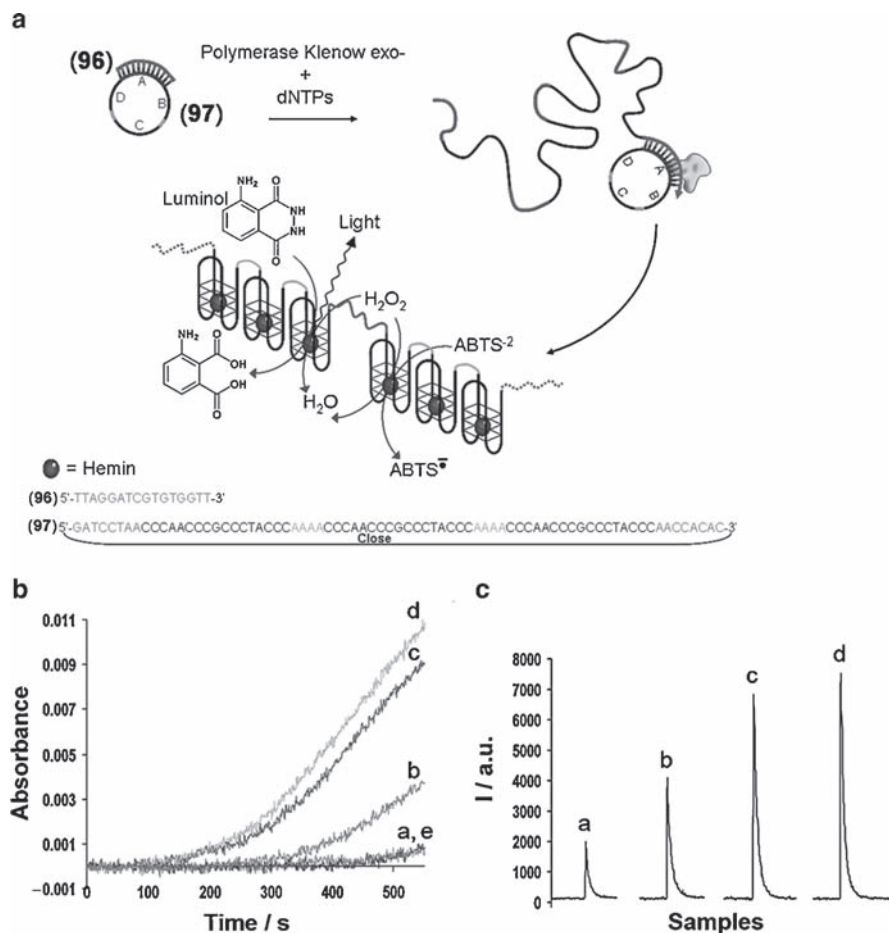 a
(96)
Polymerase Klenow exo-
+
dNTPs
A
D
B
C
(97)
D
A
C
B
NH₂
O
Luminol
NH
NH
O
Light
H₂O₂
NH₂
O
OH
OH
O
ABTS⁻²
H₂O
ABTS•̅
= Hemin
(96) 5'-TTAGGATCGTGTGGTT-3'
(97) 5'-GATCCTAACCCAACCCGCCCTACCCAAAACCCAACCCGCCCTACCCAAAACCCAACCCGCCCTACCCAACCACAC-3'
Close
b
d
c
b
a, e
0.011
0.009
0.007
0.005
0.003
0.001
−0.001
0 100 200 300 400 500
Absorbance
Time / s
c
8000
7000
6000
5000
4000
3000
2000
1000
0
I / a.u.
a
b
c
d
Samples